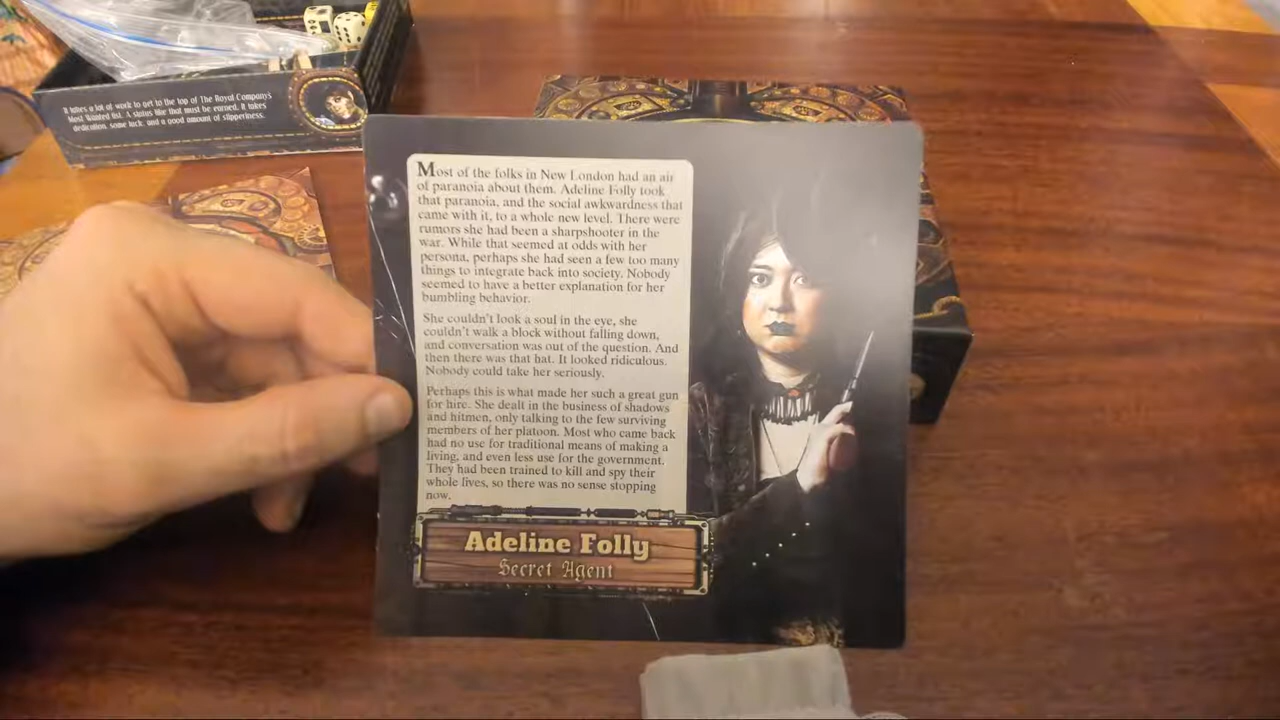 It takes a lot of work to get to the top of The Royal Company's
Most Wanted list. A status like that must be earned. It takes
dedication, some luck, and a good amount of slipperiness.
Most of the folks in New London had an air
of paranoia about them. Adeline Folly took
that paranoia, and the social awkwardness that
came with it, to a whole new level. There were
rumors she had been a sharpshooter in the
war. While that seemed at odds with her
persona, perhaps she had seen a few too many
things to integrate back into society. Nobody
seemed to have a better explanation for her
bumbling behavior.
She couldn't look a soul in the eye, she
couldn't walk a block without falling down,
and conversation was out of the question. And
then there was that hat. It looked ridiculous.
Nobody could take her seriously.
Perhaps this is what made her such a great gun
for hire. She dealt in the business of shadows
and hitmen, only talking to the few surviving
members of her platoon. Most who came back
had no use for traditional means of making a
living, and even less use for the government.
They had been trained to kill and spy their
whole lives, so there was no sense stopping
now.
Adeline Folly
Secret Agent